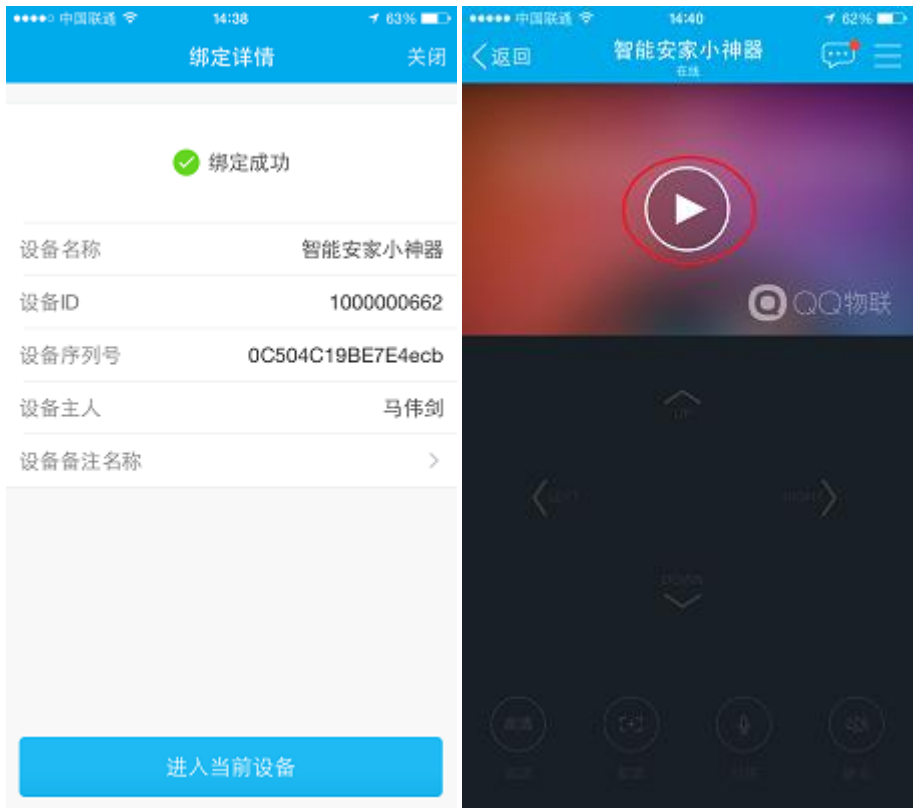 中国联通 14:38 63%
绑定详情 关闭
绑定成功
设备名称 智能安家小神器
设备ID 1000000662
设备序列号 0C504C19BE7E4ecb
设备主人 马伟剑
设备备注名称
进入当前设备
中国联通 14:40 62%
返回 智能安家小神器
在线
QQ物联
UP
LEFT RIGHT
DOWN